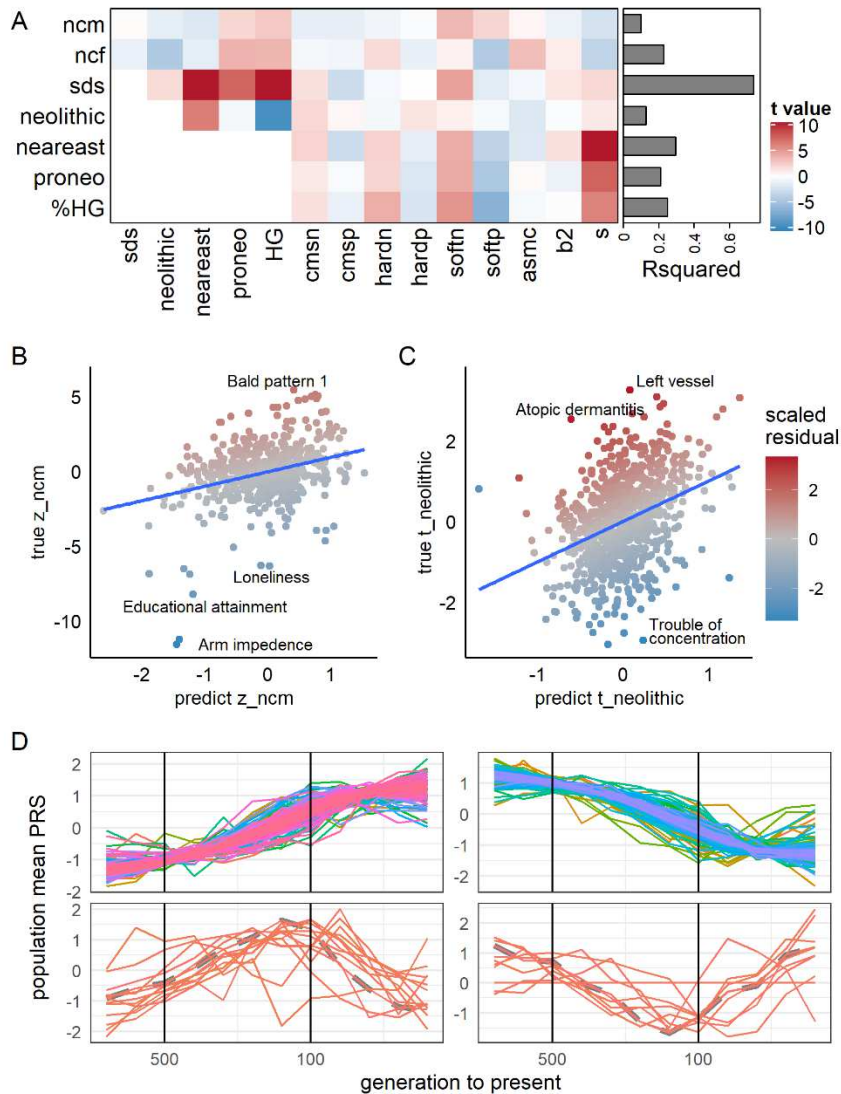 A
ncm
ncf
sds
neolithic
neareast
proneo
%HG
sds
neolithic
neareast
proneo
HG
cmsn
cmsp
hardn
hardp
softn
softp
asmc
b2
s
0
0.2
0.4
0.6
Rsquared
t value
10
5
0
-5
-10
B
Bald pattern 1
5
0
-5
-10
true z_ncm
Loneliness
Educational attainment
Arm impedence
-2
-1
0
1
predict z_ncm
C
Left vessel
Atopic dermantitis
2
0
-2
true t_neolithic
Trouble of
concentration
-1
0
1
predict t_neolithic
scaled
residual
2
0
-2
D
population mean PRS
2
1
0
-1
2
2
1
0
-1
-2
2
1
0
-1
-2
2
1
0
-1
500
100
500
100
generation to present